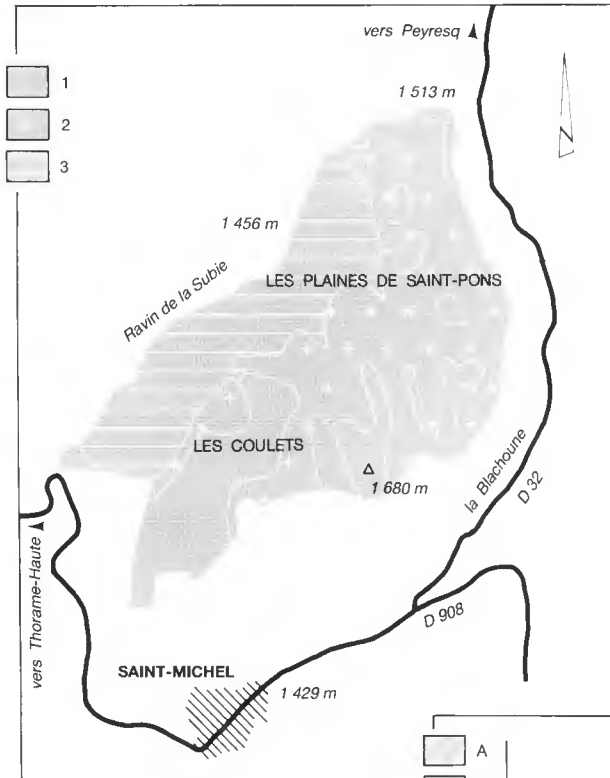 vers Peyresq
1
1 513 m
2
N
3
1 456 m
LES PLAINES DE SAINT-PONS
Ravin de la Subie
LES COULETS
1 680 m
la Blachoune
D 32
vers Thorame-Haute
D 908
SAINT-MICHEL
1 429 m
A